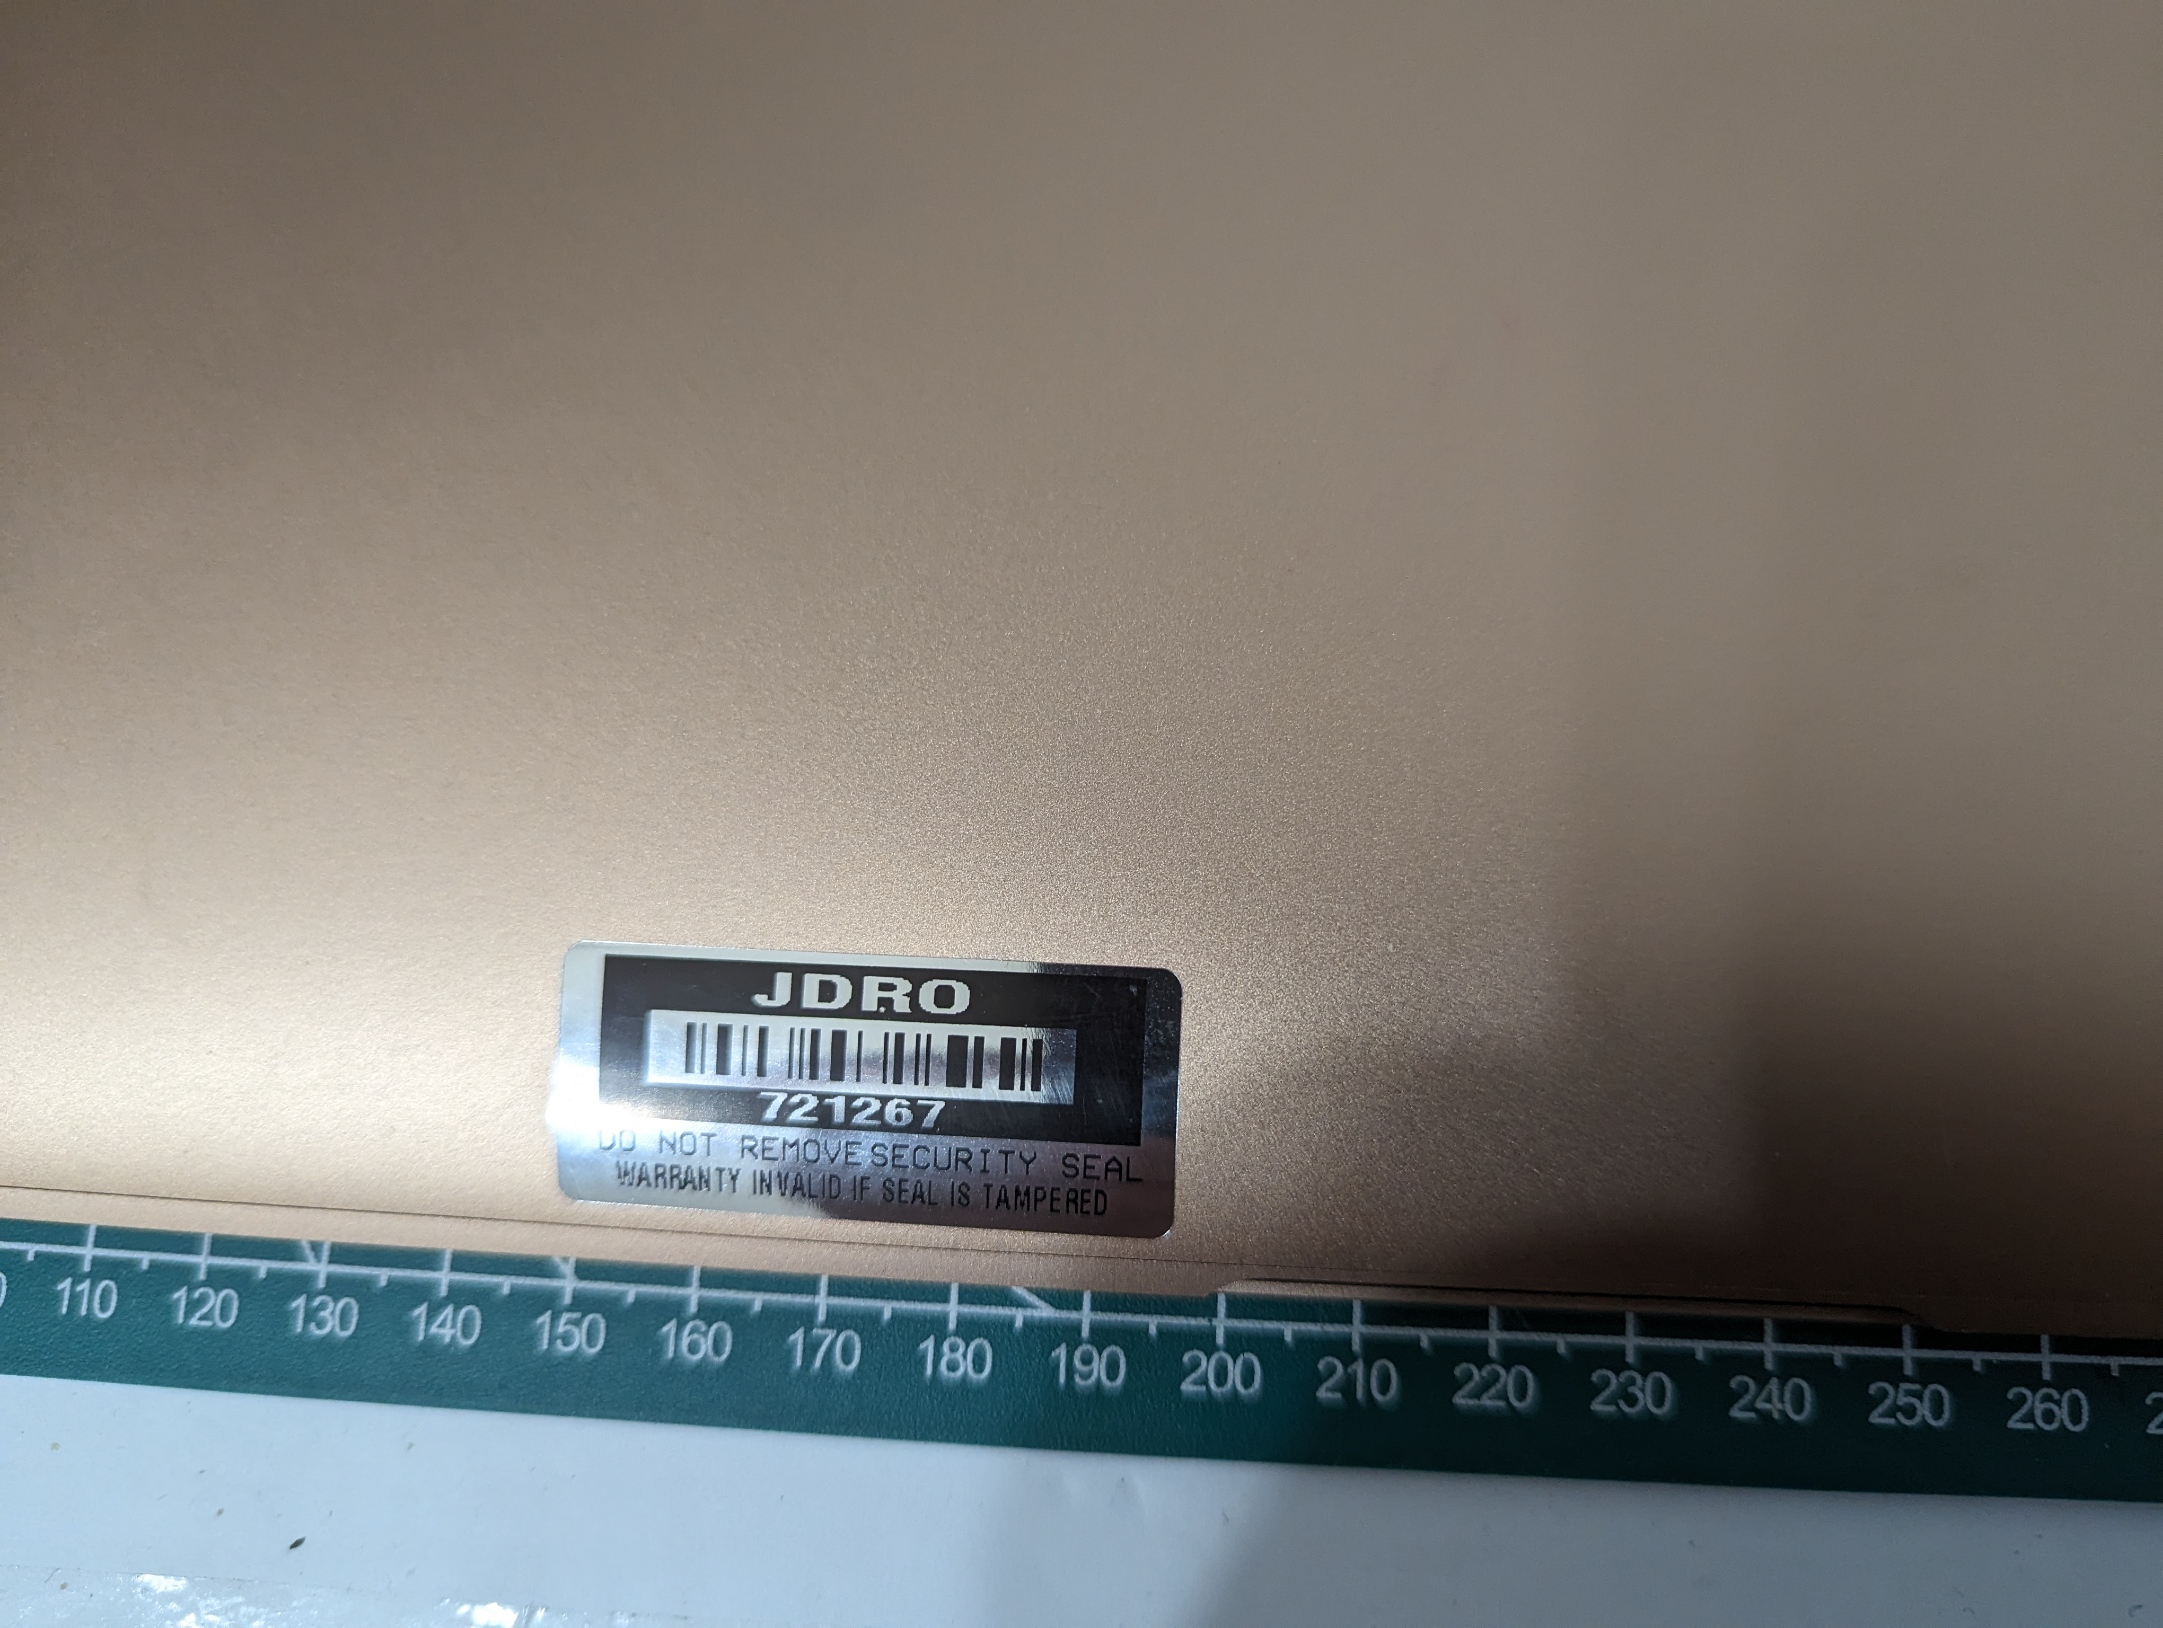 JDRO
721267
DO NOT REMOVE SECURITY SEAL
WARRANTY INVALID IF SEAL IS TAMPERED
110 120 130 140 150 160 170 180 190 200 210 220 230 240 250 260